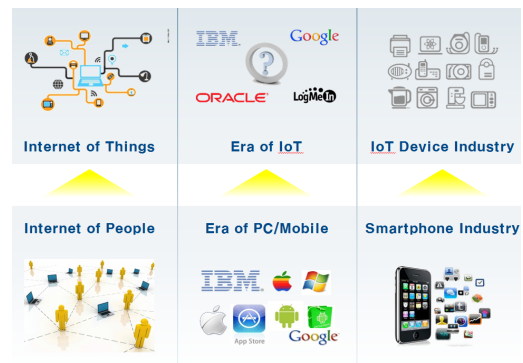 IBM.
Google
?
ORACLE
LogMeIn
Internet of Things
Era of IoT
IoT Device Industry
Internet of People
Era of PC/Mobile
Smartphone Industry
IBM.
App Store
Google